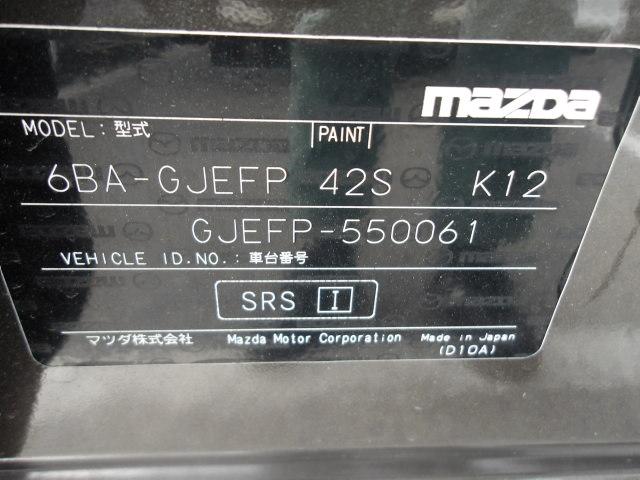 mazda
MODEL: 型式 PAINT
6BA-GJEFP 42S K12
GJEFP-550061
VEHICLE ID.NO.: 車台番号
SRS I
マツダ株式会社 Mazda Motor Corporation Made in Japan
(D10A)